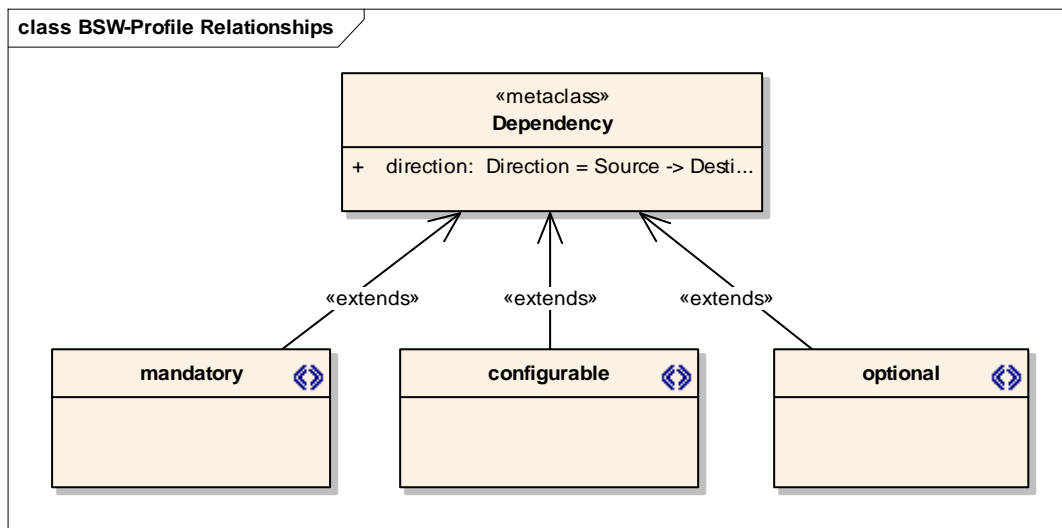 class BSW-Profile Relationships
«metaclass»
Dependency
+ direction: Direction = Source -> Desti...
«extends» «extends» «extends»
mandatory configurable optional